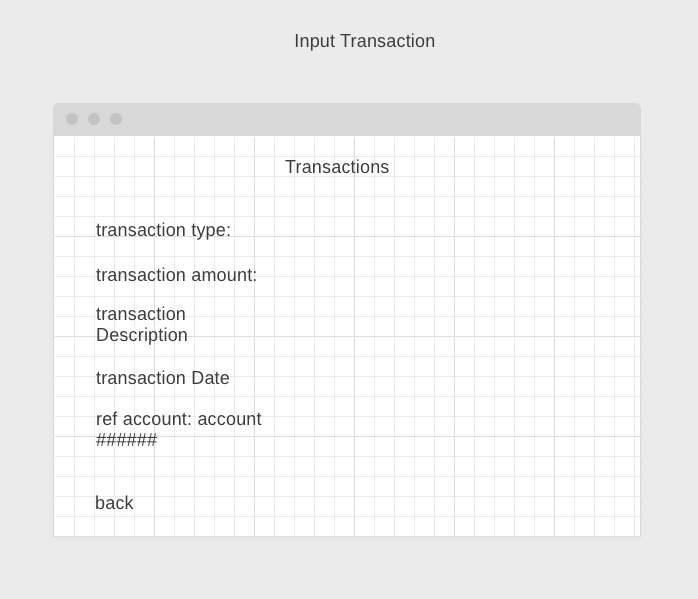 Input Transaction
Transactions
transaction type:
transaction amount:
transaction
Description
transaction Date
ref account: account
######
back